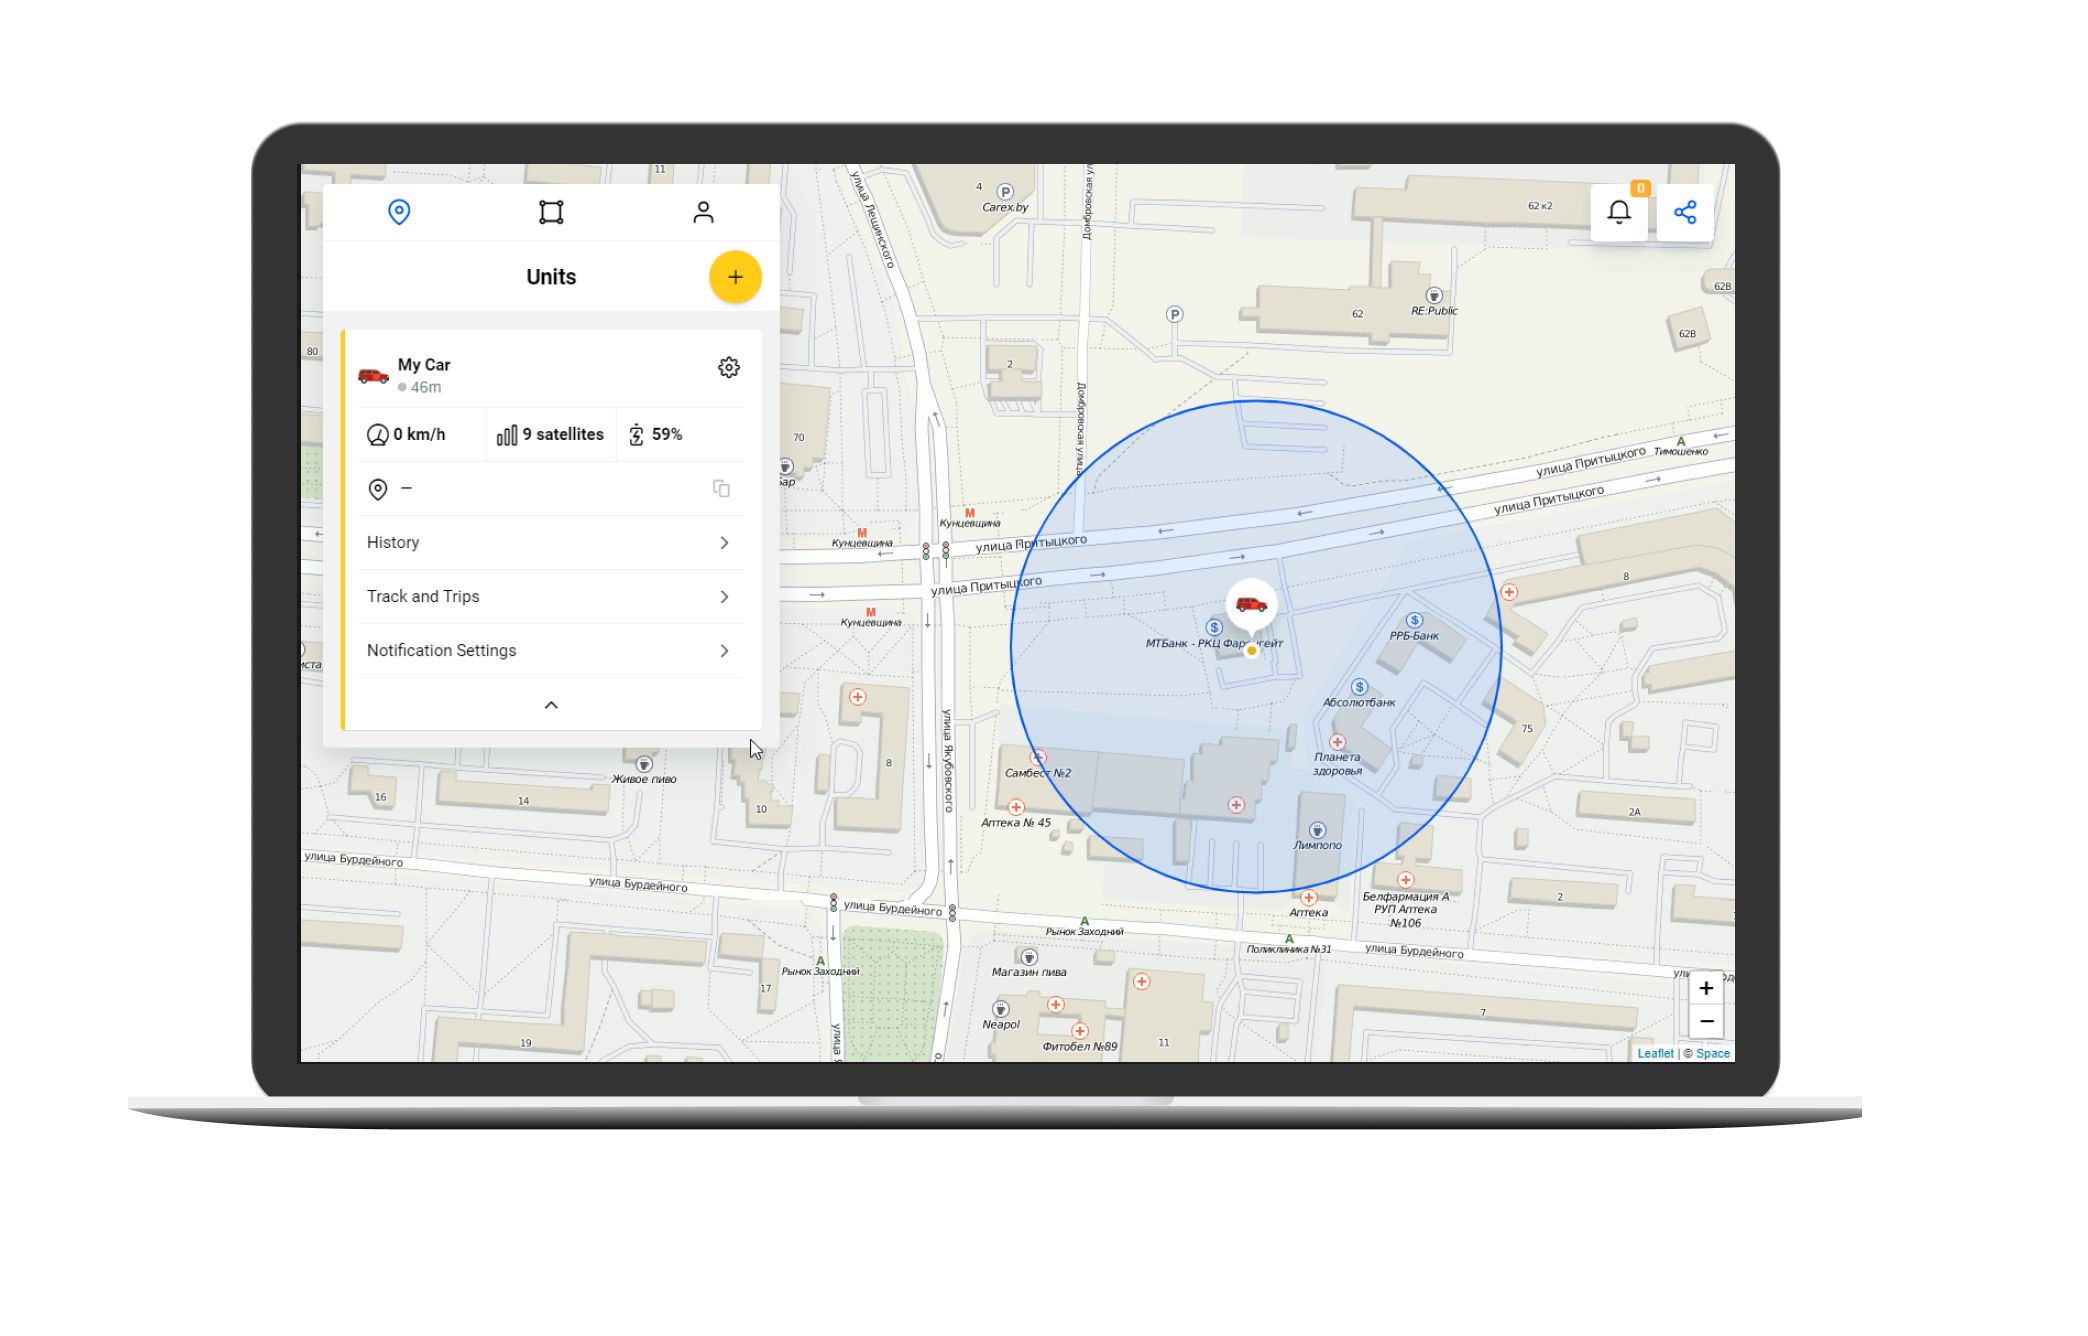 Units
+
My Car
46m
0 km/h
9 satellites
59%
–
History
Track and Trips
Notification Settings
0
11
4
P
Carex.by
улица Лещинского
Домбровская ул
62 к2
62В
62В
62
RE:Public
P
80
2
70
Домбровская улица
A
Тимошенко
улица Притыцкого
улица Притыцкого
M
Кунцевщина
M
Кунцевщина
улица Притыцкого
улица Притыцкого
M
Кунцевщина
8
$
МТБанк - РКЦ
$
РРБ-Банк
$
Абсолютбанк
75
Планета
здоровья
Самбест №2
8
улица Якубовского
Живое пиво
16
14
10
Аптека № 45
2А
Лимпопо
улица Бурдейного
улица Бурдейного
улица Бурдейного
Аптека
Белфармация А
РУП Аптека
№106
2
A
Рынок Заходний
A
Поликлиника №31
улица Бурдейного
A
Рынок Заходний
Магазин пива
17
Neapol
Фитобел №89
11
7
19
улица
+
−
Leaflet | © Space